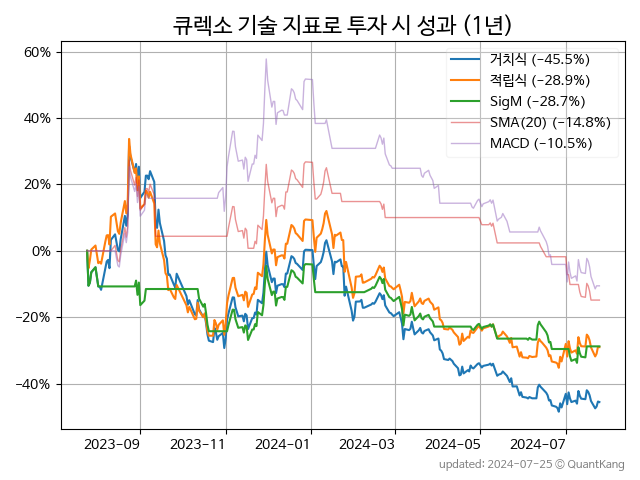 큐렉소 기술 지표로 투자 시 성과 (1년)
거치식 (-45.5%)
적립식 (-28.9%)
SigM (-28.7%)
SMA(20) (-14.8%)
MACD (-10.5%)
60%
40%
20%
0%
-20%
-40%
2023-09 2023-11 2024-01 2024-03 2024-05 2024-07
updated: 2024-07-25 © QuantKang